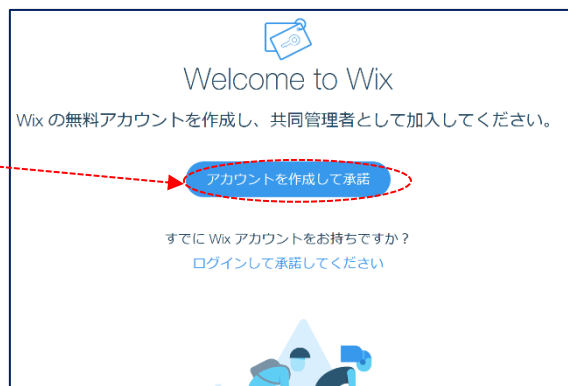 Welcome to Wix
Wix の無料アカウントを作成し、共同管理者として加入してください。
アカウントを作成して承諾
すでに Wix アカウントをお持ちですか？
ログインして承諾してください